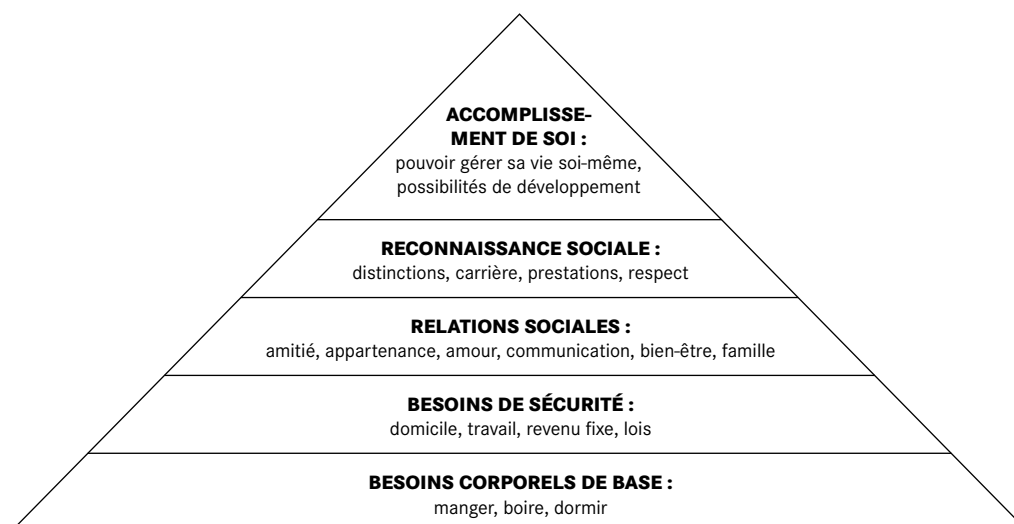 ACCOMPLISSE-
MENT DE SOI :
pouvoir gérer sa vie soi-même,
possibilités de développement
RECONNAISSANCE SOCIALE :
distinctions, carrière, prestations, respect
RELATIONS SOCIALES :
amitié, appartenance, amour, communication, bien-être, famille
BESOINS DE SÉCURITÉ :
domicile, travail, revenu fixe, lois
BESOINS CORPORELS DE BASE :
manger, boire, dormir